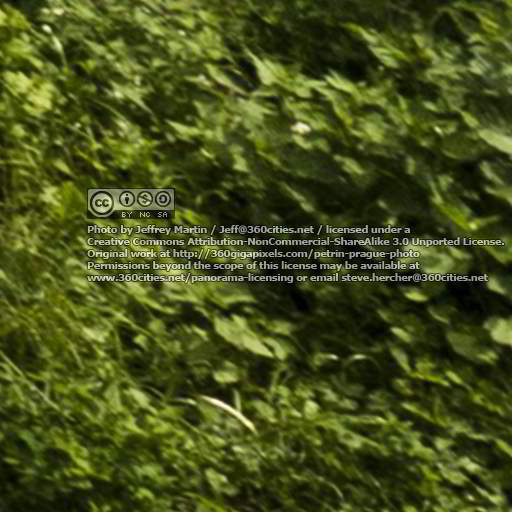 cc BY NC SA
Photo by Jeffrey Martin / Jeff@360cities.net / licensed under a
Creative Commons Attribution-NonCommercial-ShareAlike 3.0 Unported License.
Original work at http://360gigapixels.com/petrin-prague-photo
Permissions beyond the scope of this license may be available at
www.360cities.net/panorama-licensing or email steve.hercher@360cities.net